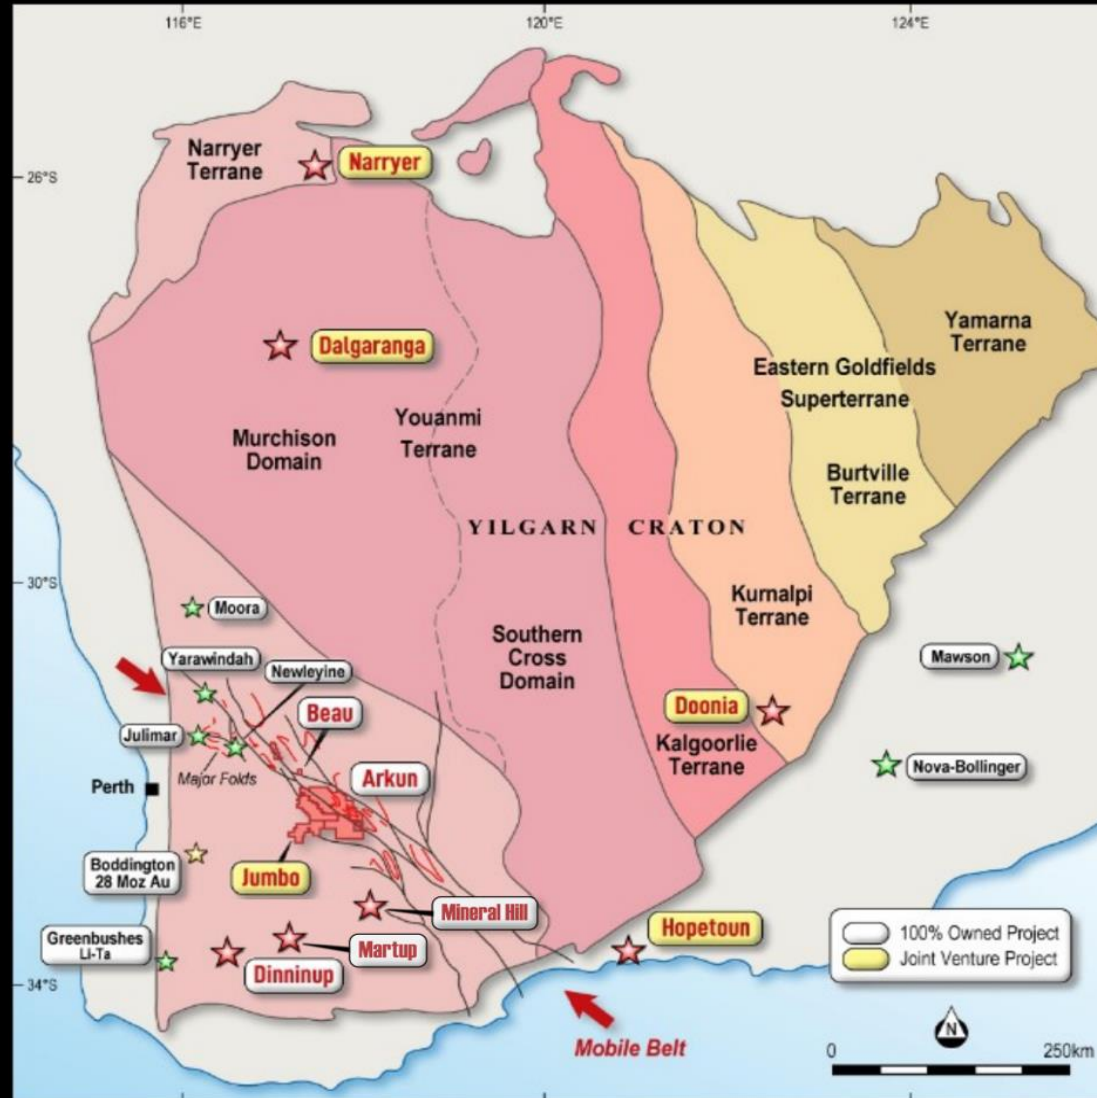 116°E
120°E
124°E
26°S
Narryer
Terrane
Narryer
Yamarna
Terrane
Dalgaranga
Eastern Goldfields
Superterrane
Youanmi
Terrane
Murchison
Domain
Burtville
Terrane
YILGARN CRATON
30°S
Moora
Kurnalpi
Terrane
Southern
Cross
Domain
Yarawindah
Newleyine
Mawson
Beau
Doonia
Julimar
Kalgoorlie
Terrane
Major Folds
Nova-Bollinger
Perth
Arkun
Boddington
28 Moz Au
Jumbo
Mineral Hill
Hopetoun
Greenbushes
Li-Ta
Martup
Dinninup
100% Owned Project
Joint Venture Project
34°S
Mobile Belt
N
0 250km